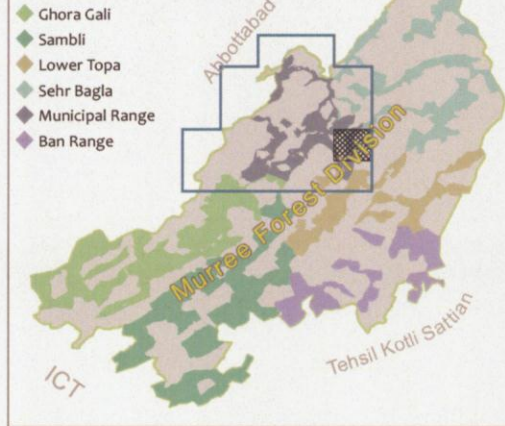 Ghora Gali
Sambli
Lower Topa
Sehr Bagla
Municipal Range
Ban Range
Abbottabad
Murree Forest Division
Tehsil Kotli Sattian
ICT